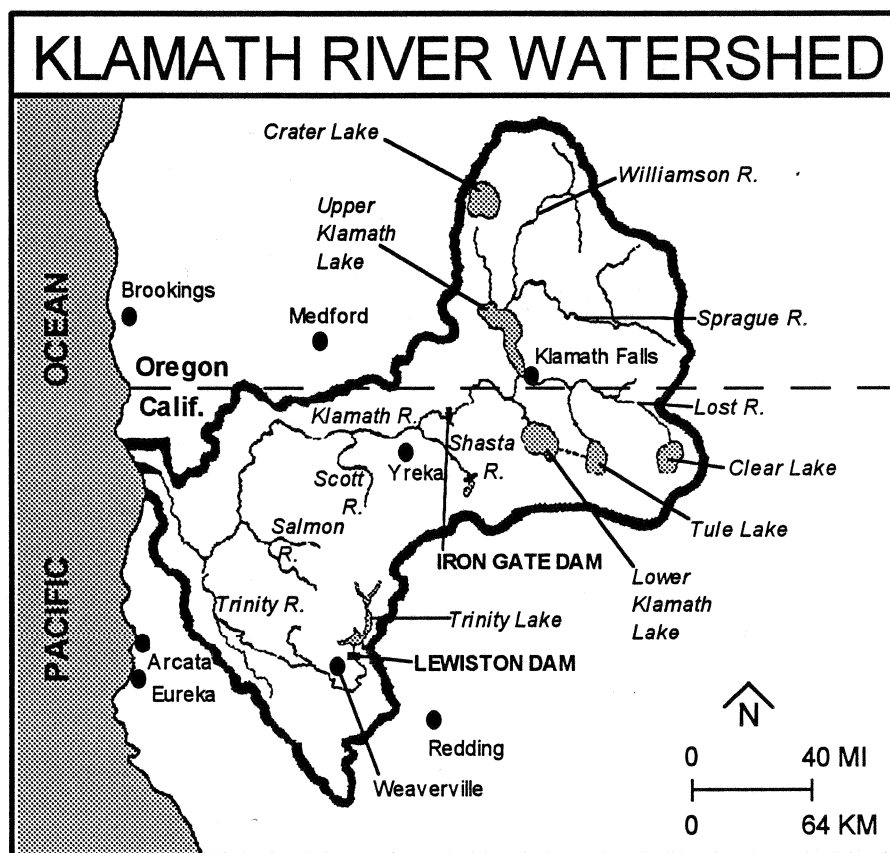 KLAMATH RIVER WATERSHED
Crater Lake
Williamson R.
Upper
Klamath
Lake
OCEAN
Brookings
Medford
Sprague R.
Klamath Falls
Oregon
Calif.
Klamath R.
Lost R.
Shasta
R.
Yreka
Scott
R.
Clear Lake
Salmon
R.
Tule Lake
IRON GATE DAM
Lower
Klamath
Lake
PACIFIC
Trinity R.
Trinity Lake
Arcata
LEWISTON DAM
Eureka
N
Redding
Weaverville
0 40 MI
0 64 KM